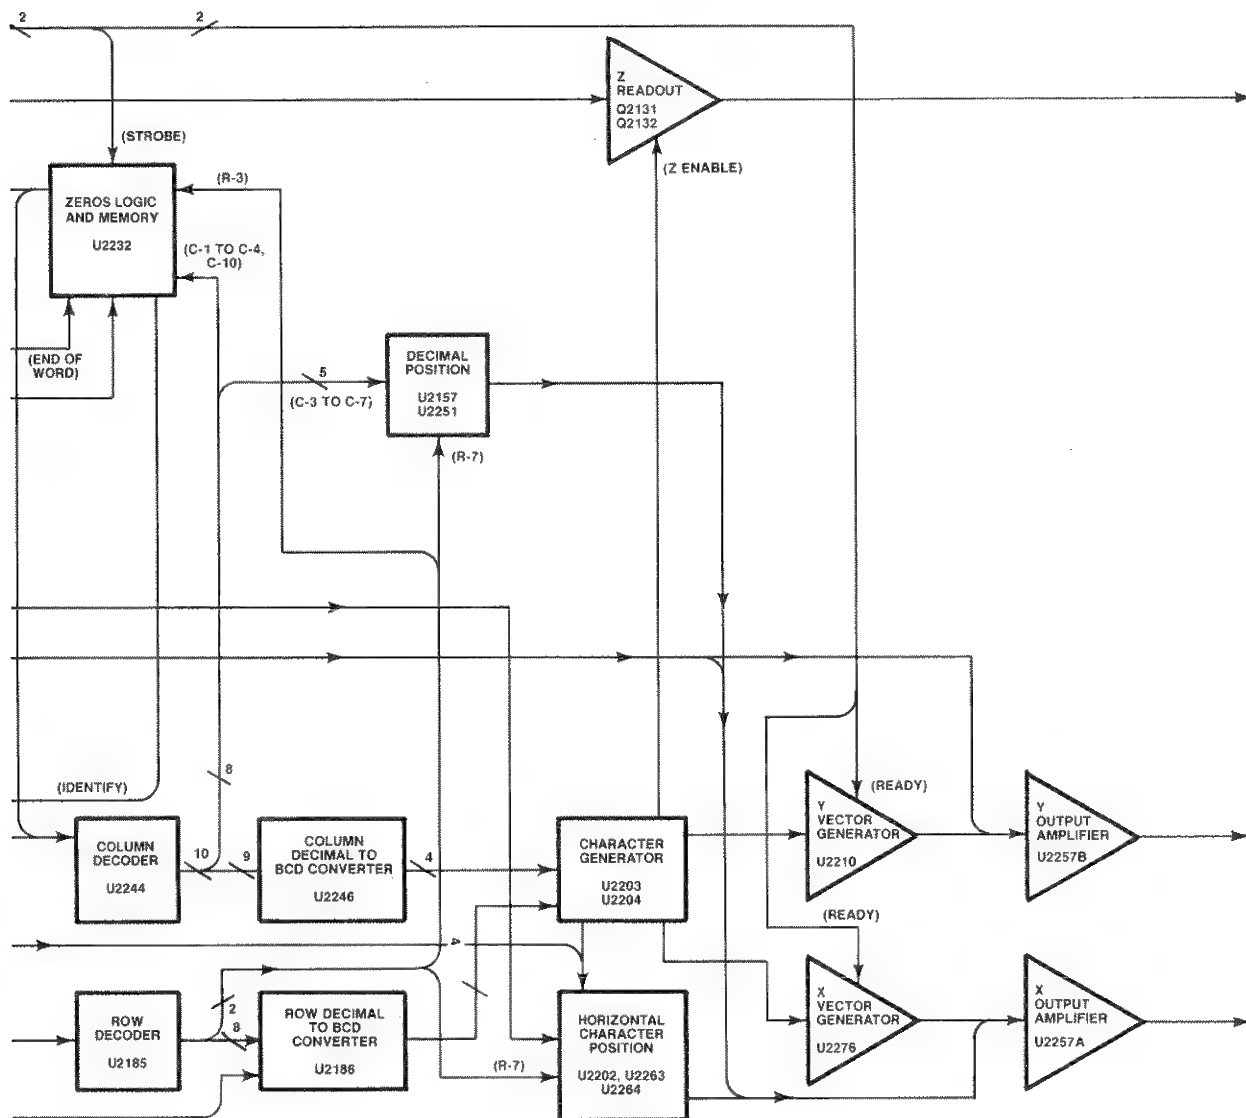 2
2
Z
READOUT
Q2131
Q2132
(STROBE)
(Z ENABLE)
(R-3)
ZEROS LOGIC
AND MEMORY
U2232
(C-1 TO C-4,
C-10)
(END OF
WORD)
DECIMAL
POSITION
U2157
U2251
5
(C-3 TO C-7)
(R-7)
8
(IDENTIFY)
(READY)
Y
VECTOR
GENERATOR
U2210
Y
OUTPUT
AMPLIFIER
U2257B
COLUMN
DECODER
U2244
10
9
COLUMN
DECIMAL TO
BCD CONVERTER
U2246
4
CHARACTER
GENERATOR
U2203
U2204
(READY)
4
ROW
DECODER
U2185
2
8
ROW DECIMAL
TO BCD
CONVERTER
U2186
(R-7)
HORIZONTAL
CHARACTER
POSITION
U2202, U2263
U2264
X
VECTOR
GENERATOR
U2276
X
OUTPUT
AMPLIFIER
U2257A